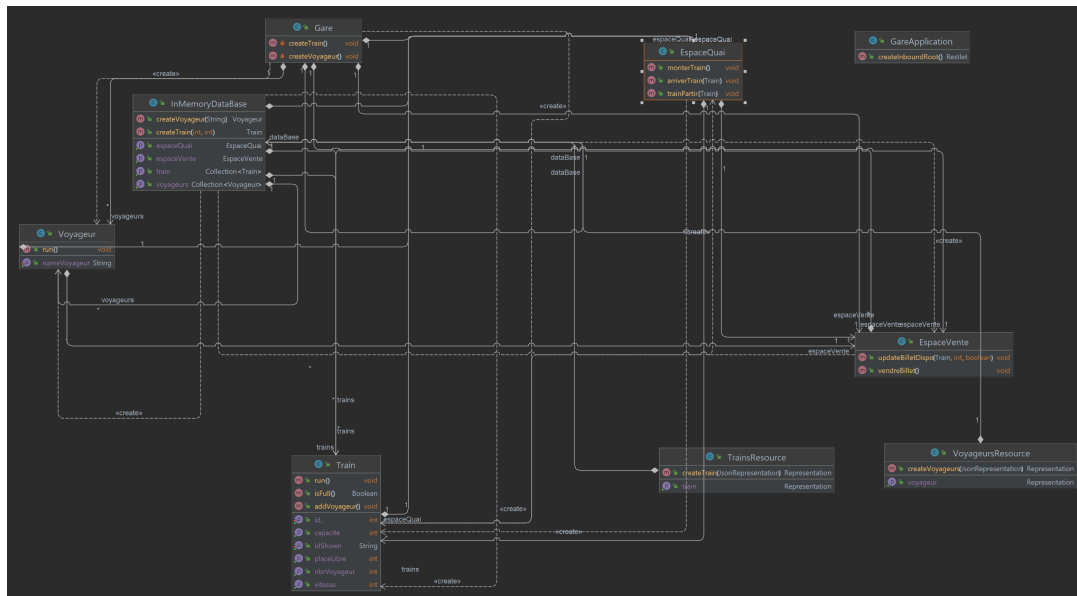 Gare
createTrain() void
createVoyageur() void
espaceQuai espaceQuai
EspaceQuai
monterTrain() void
arriverTrain(Train) void
trainPartir(Train) void
GareApplication
createInboundRoot() Restlet
«create»
«create»
InMemoryDataBase
createVoyageur(String) Voyageur
createTrain(int, int) Train
espaceQuai EspaceQuai
espaceVente EspaceVente
train Collection<Train>
voyageurs Collection<Voyageur>
dataBase
dataBase
dataBase
voyageurs
Voyageur
run() void
nameVoyageur String
«create»
«create»
voyageurs
espaceVente
espaceVente espaceVente
espaceVente
EspaceVente
updateBilletDispo(Train, int, boolean) void
vendreBillet() void
«create»
trains
trains
trains
Train
run() void
isFull() Boolean
addVoyageur() void
id int
capacite int
idShown String
placeLibre int
nbrVoyageur int
vitesse int
espaceQuai
«create»
«create»
trains
«create»
TrainsResource
createTrain(JsonRepresentation) Representation
train Representation
VoyageursResource
createVoyageurs(JsonRepresentation) Representation
voyageur Representation